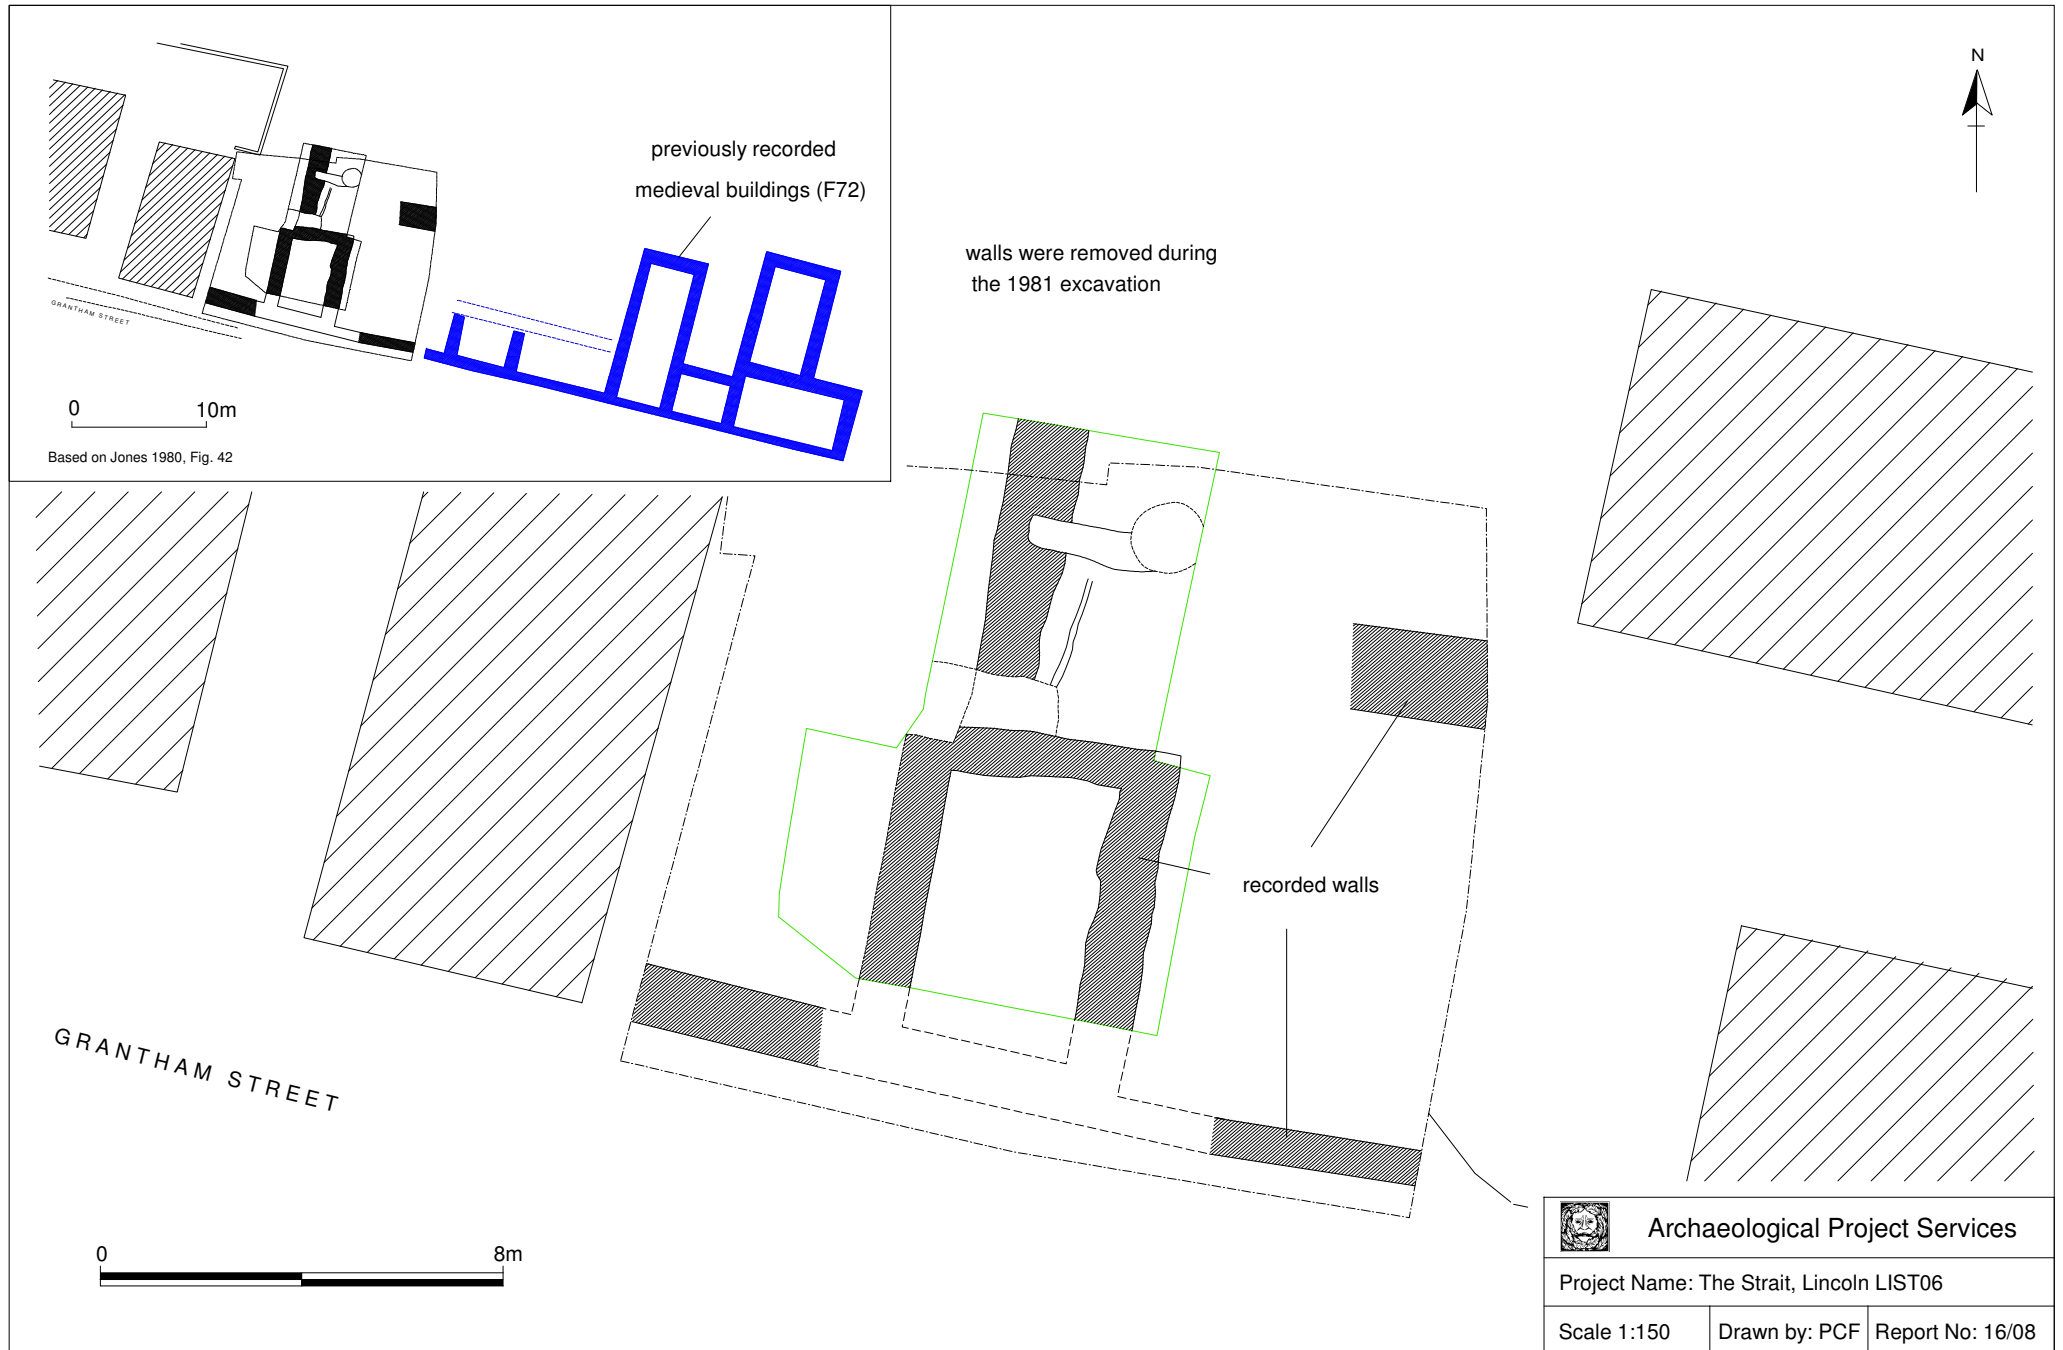 previously recorded
medieval buildings (F72)
GRANTHAM STREET
0 10m
Based on Jones 1980, Fig. 42
N
walls were removed during
the 1981 excavation
recorded walls
GRANTHAM STREET
0 8m
Archaeological Project Services
Project Name: The Strait, Lincoln LIST06
Scale 1:150
Drawn by: PCF
Report No: 16/08